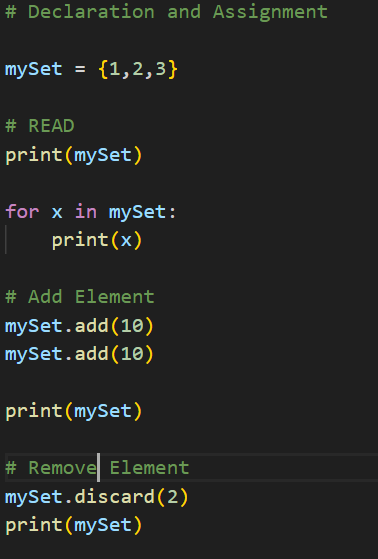 # Declaration and Assignment
mySet = {1,2,3}
# READ
print(mySet)
for x in mySet:
    print(x)
# Add Element
mySet.add(10)
mySet.add(10)
print(mySet)
# Remove Element
mySet.discard(2)
print(mySet)